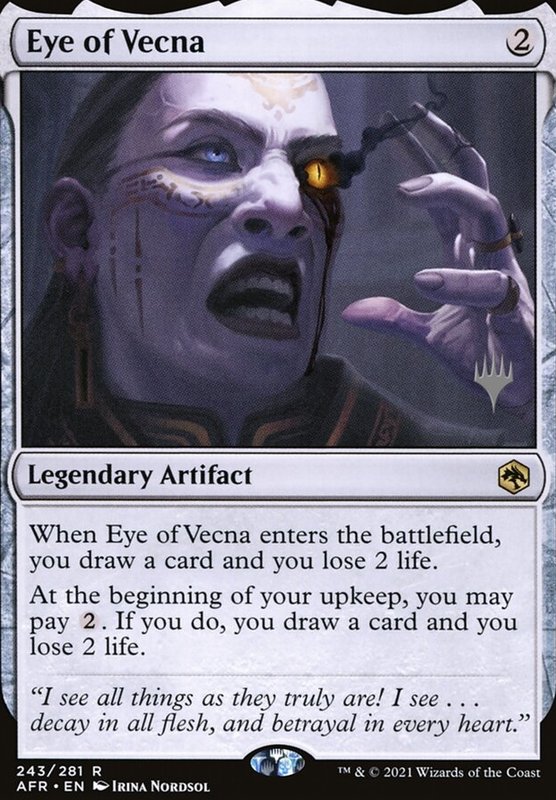 Eye of Vecna 2
Legendary Artifact
When Eye of Vecna enters the battlefield,
you draw a card and you lose 2 life.
At the beginning of your upkeep, you may
pay 2. If you do, you draw a card and you
lose 2 life.
“I see all things as they truly are! I see . . .
decay in all flesh, and betrayal in every heart.”
243/281 R
AFR • EN Irina Nordsol
™ & © 2021 Wizards of the Coast